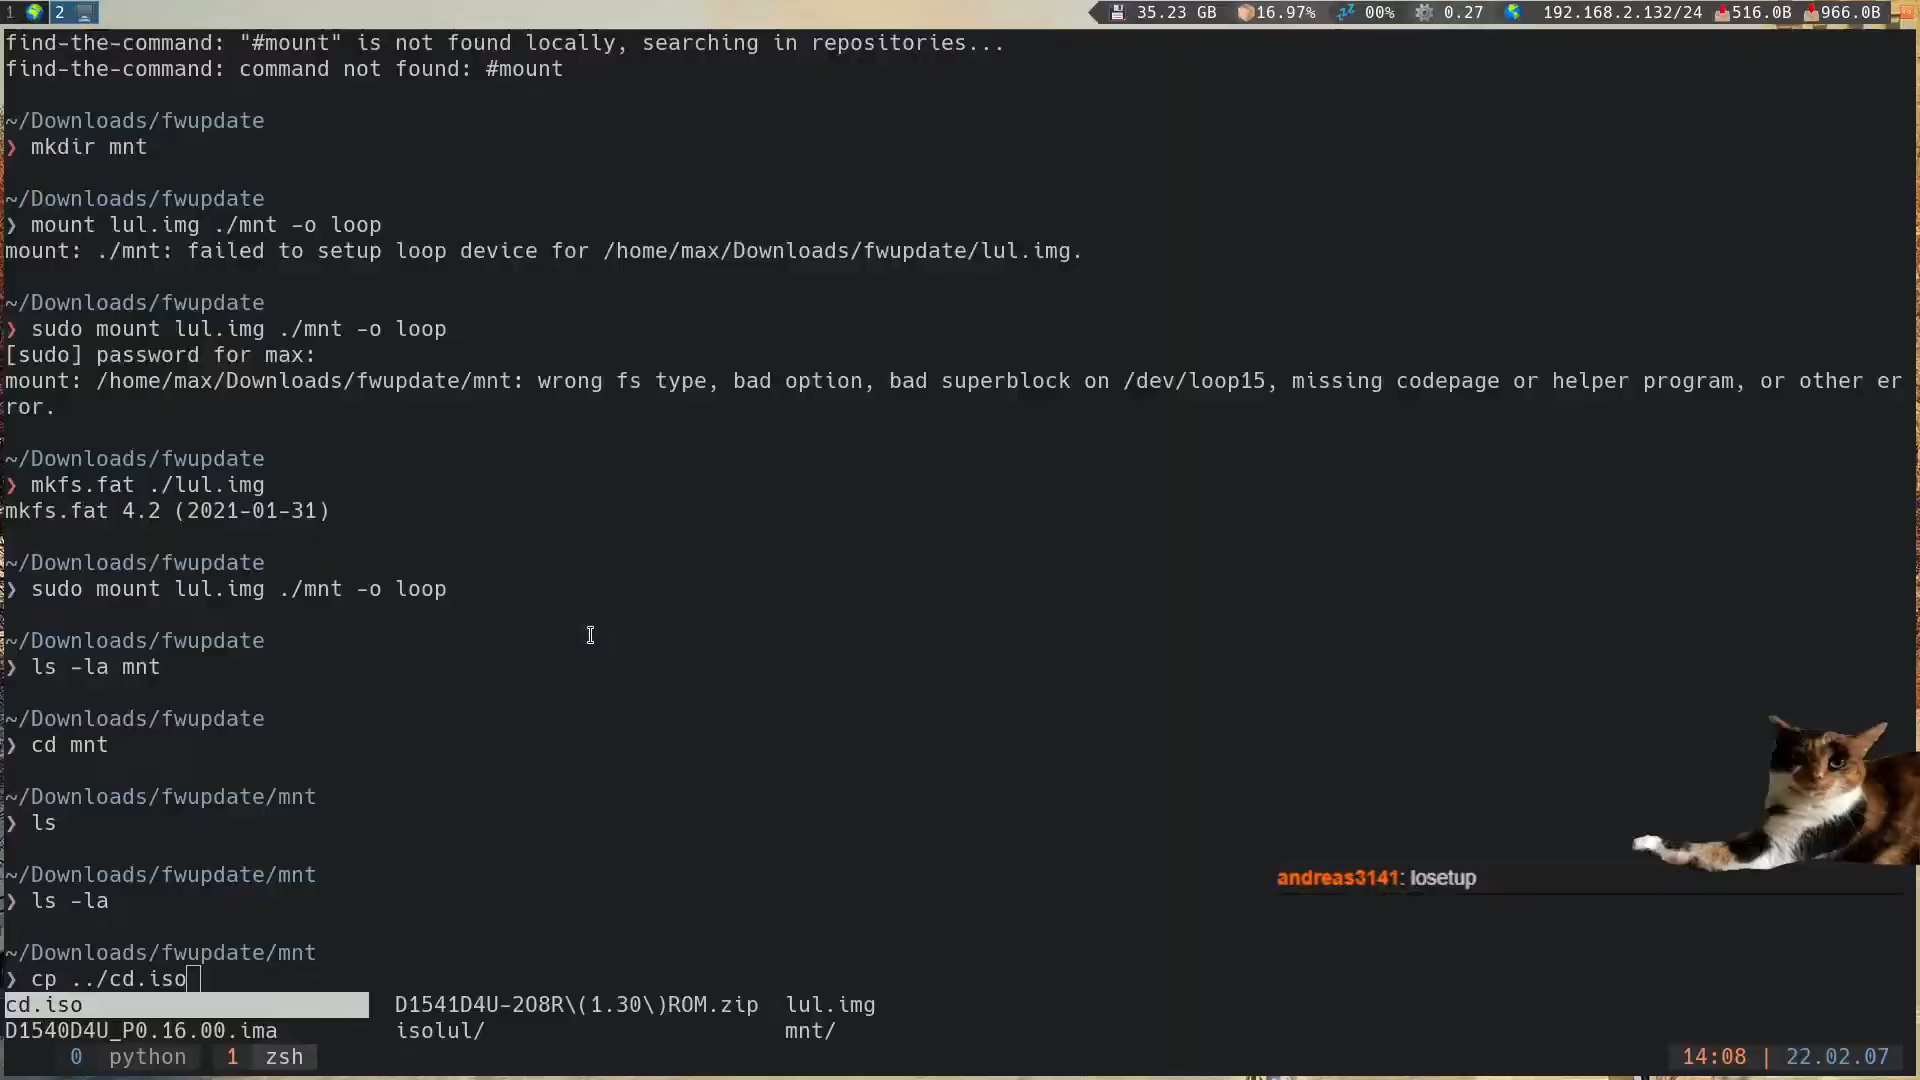 1 2 35.23 GB 16.97% 00% 0.27 192.168.2.132/24 516.0B 966.0B
find-the-command: "#mount" is not found locally, searching in repositories...
find-the-command: command not found: #mount
~/Downloads/fwupdate
❯ mkdir mnt
~/Downloads/fwupdate
❯ mount lul.img ./mnt -o loop
mount: ./mnt: failed to setup loop device for /home/max/Downloads/fwupdate/lul.img.
~/Downloads/fwupdate
❯ sudo mount lul.img ./mnt -o loop
[sudo] password for max:
mount: /home/max/Downloads/fwupdate/mnt: wrong fs type, bad option, bad superblock on /dev/loop15, missing codepage or helper program, or other er
ror.
~/Downloads/fwupdate
❯ mkfs.fat ./lul.img
mkfs.fat 4.2 (2021-01-31)
~/Downloads/fwupdate
❯ sudo mount lul.img ./mnt -o loop
~/Downloads/fwupdate
❯ ls -la mnt
~/Downloads/fwupdate
❯ cd mnt
~/Downloads/fwupdate/mnt
❯ ls
~/Downloads/fwupdate/mnt
❯ ls -la
andreas3141: losetup
~/Downloads/fwupdate/mnt
❯ cp ../cd.iso
cd.iso D1541D4U-2O8R\(1.30\)ROM.zip lul.img
D1540D4U_P0.16.00.ima isolul/ mnt/
0 python 1 zsh 14:08 | 22.02.07